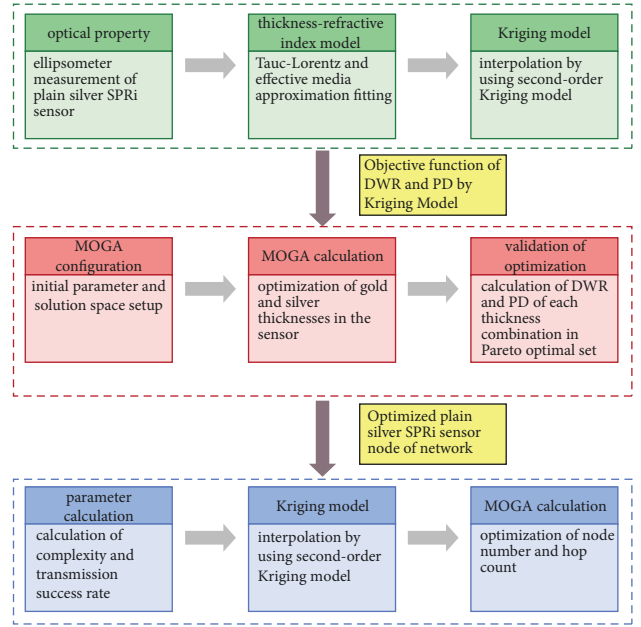 optical property
ellipsometer
measurement of
plain silver SPRi
sensor
thickness-refractive
index model
Tauc-Lorentz and
effective media
approximation fitting
Kriging model
interpolation by
using second-order
Kriging model
Objective function of
DWR and PD by
Kriging Model
MOGA
configuration
initial parameter and
solution space setup
MOGA calculation
optimization of gold
and silver
thicknesses in the
sensor
validation of
optimization
calculation of DWR
and PD of each
thickness
combination in
Pareto optimal set
Optimized plain
silver SPRi sensor
node of network
parameter
calculation
calculation of
complexity and
transmission
success rate
Kriging model
interpolation by
using second-order
Kriging model
MOGA calculation
optimization of node
number and hop
count